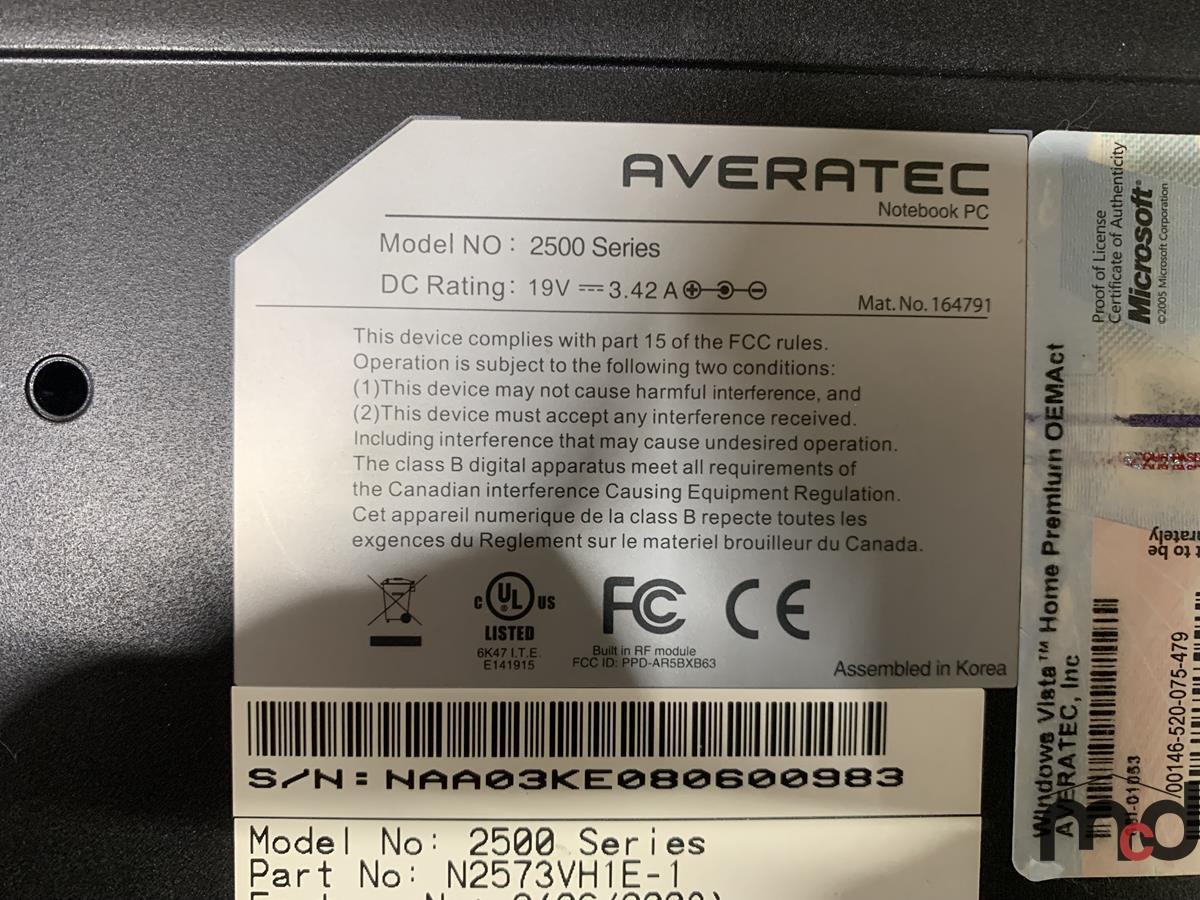 AVERATEC
Notebook PC
Model NO : 2500 Series
DC Rating: 19V 3.42 A
Mat. No. 164791
This device complies with part 15 of the FCC rules.
Operation is subject to the following two conditions:
(1)This device may not cause harmful interference, and
(2)This device must accept any interference received.
Including interference that may cause undesired operation.
The class B digital apparatus meet all requirements of
the Canadian interference Causing Equipment Regulation.
Cet appareil numerique de la class B repecte toutes les
exgences du Reglement sur le materiel brouilleur du Canada.
C UL US
LISTED
6K47 I.T.E.
E141915
FC
Built in RF module
FCC ID: PPD-AR5BXB63
CE
Assembled in Korea
S/N: NAA03KE080600983
Model No: 2500 Series
Part No: N2573VH1E-1
Proof of License
Certificate of Authenticity
Microsoft®
©2005 Microsoft Corporation
Windows Vista™ Home Premium OEMAct
AVERATEC, Inc
00146-520-075-479
to be
mcd